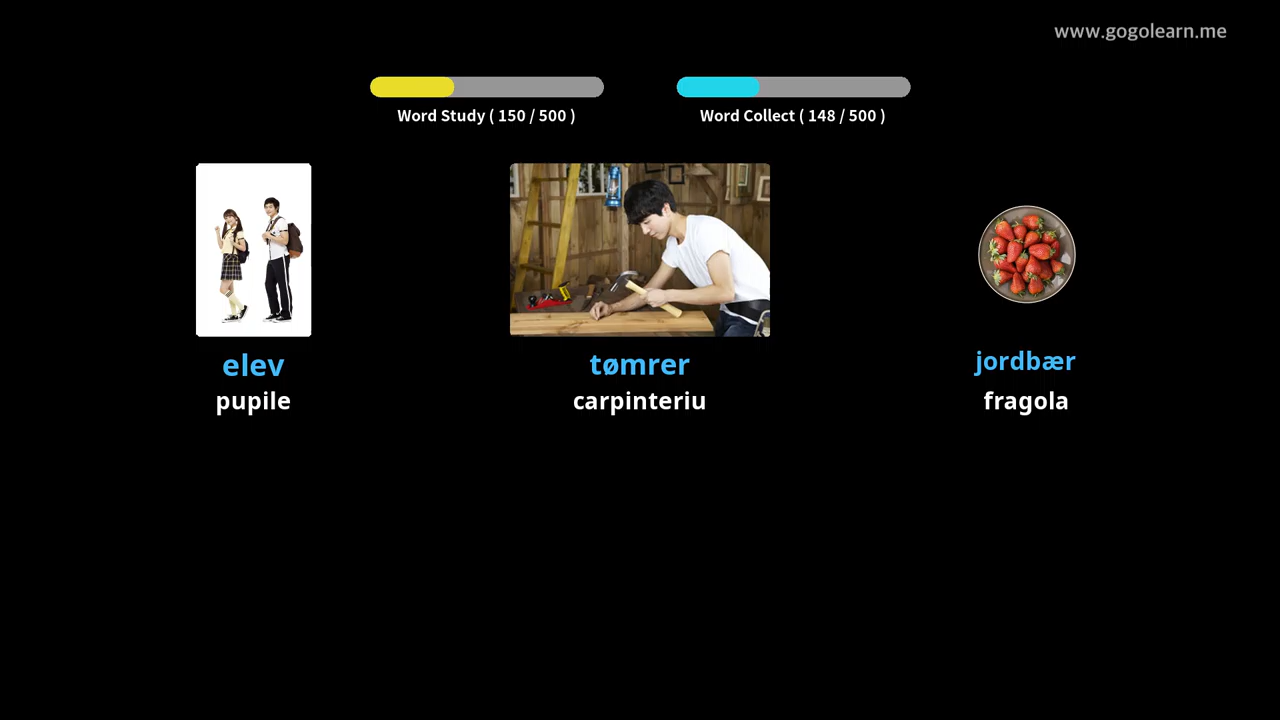 www.gogolearn.me
Word Study ( 150 / 500 )
Word Collect ( 148 / 500 )
elev
tømrer
jordbær
pupile
carpinteriu
fragola